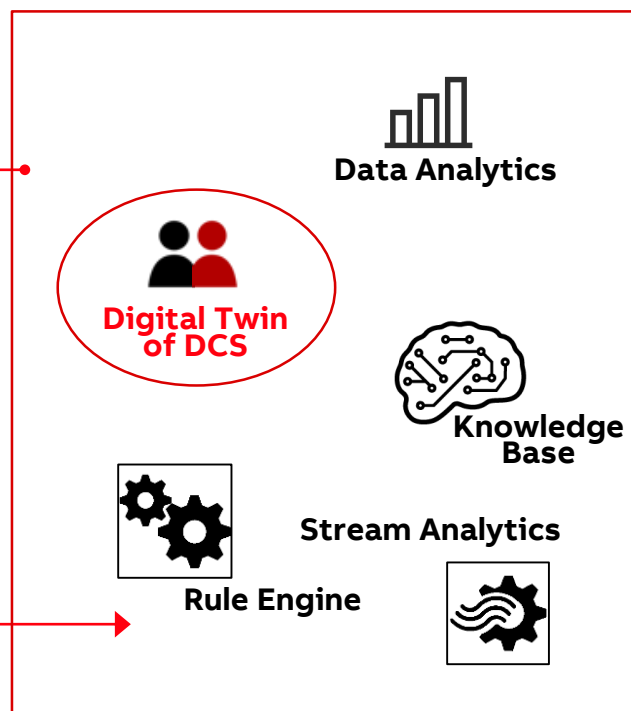 Data Analytics
Digital Twin
of DCS
Knowledge
Base
Stream Analytics
Rule Engine